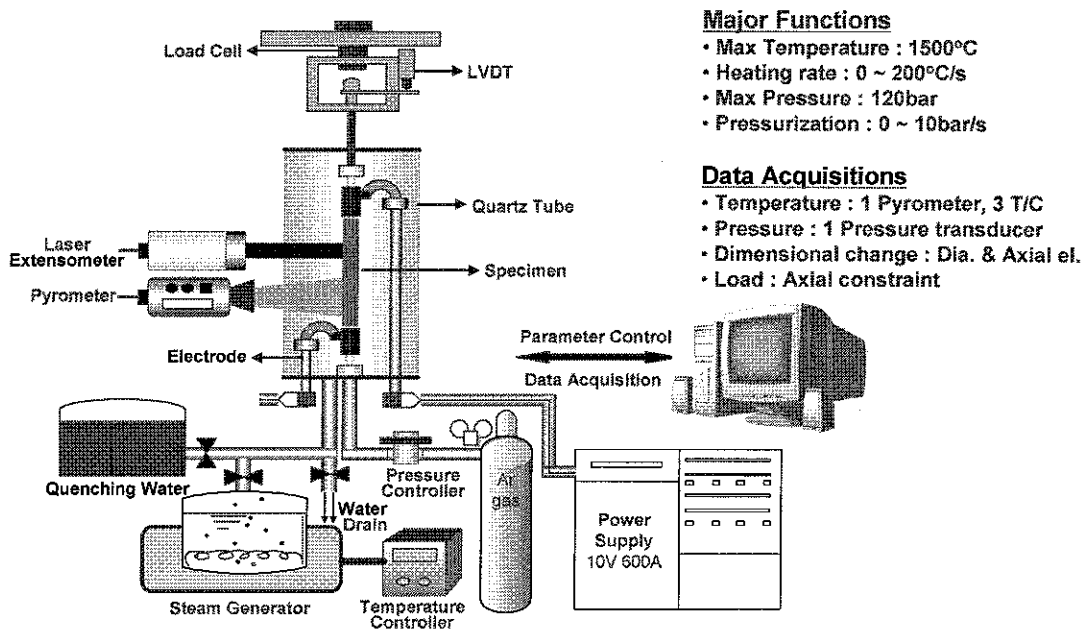 Major Functions
• Max Temperature : 1500°C
• Heating rate : 0 ~ 200°C/s
• Max Pressure : 120bar
• Pressurization : 0 ~ 10bar/s
Data Acquisitions
• Temperature : 1 Pyrometer, 3 T/C
• Pressure : 1 Pressure transducer
• Dimensional change : Dia. & Axial el.
• Load : Axial constraint
Load Cell
LVDT
Quartz Tube
Laser
Extensometer
Specimen
Pyrometer
Electrode
Parameter Control
Data Acquisition
Quenching Water
Pressure
Controller
Ar
gas
Water
Drain
Power
Supply
10V 600A
Steam Generator
Temperature
Controller